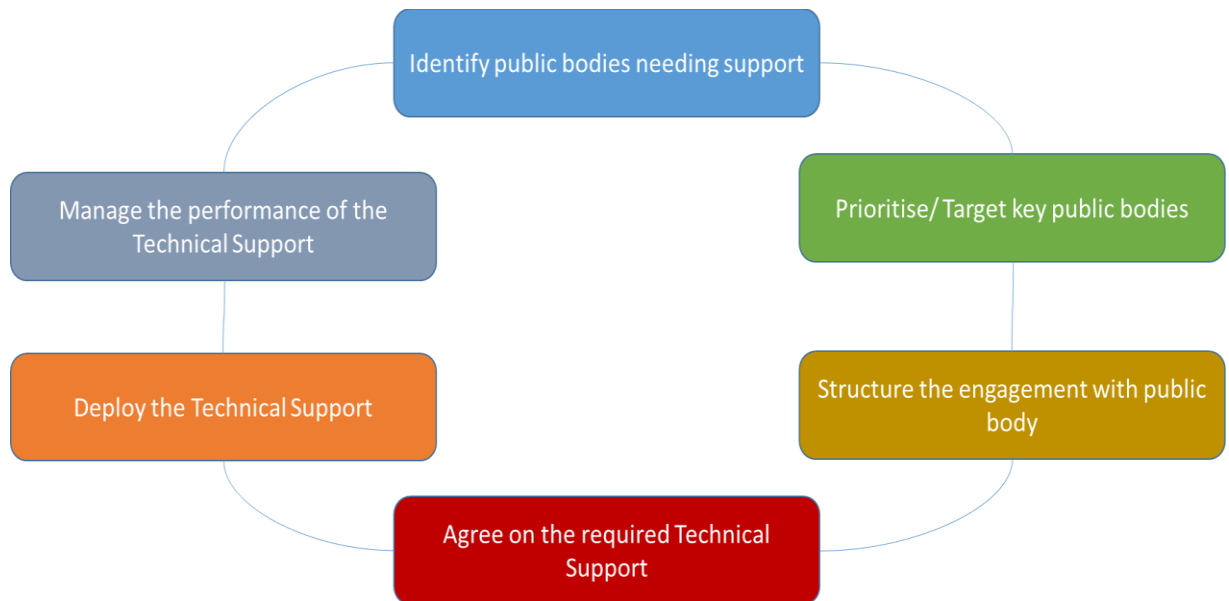 Identify public bodies needing support
Prioritise/ Target key public bodies
Structure the engagement with public
body
Agree on the required Technical
Support
Deploy the Technical Support
Manage the performance of the
Technical Support